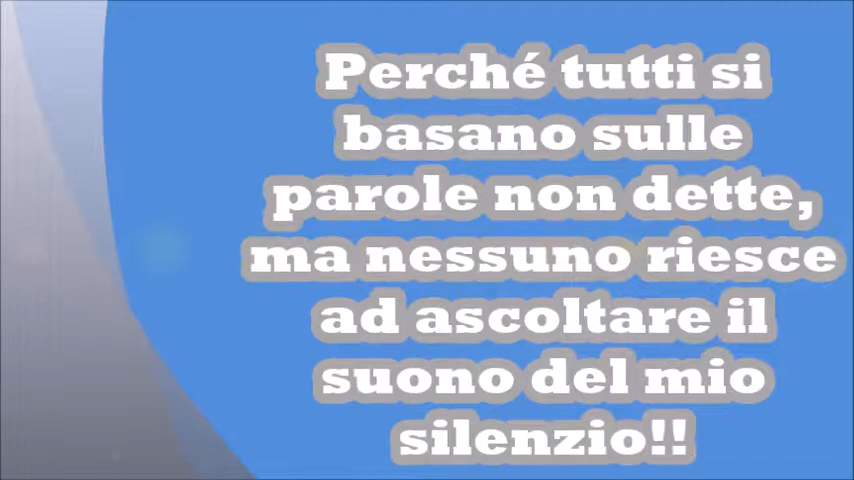 Perché tutti si
basano sulle
parole non dette,
ma nessuno riesce
ad ascoltare il
suono del mio
silenzio!!